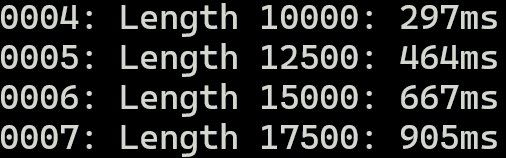 0004: Length 10000: 297ms
0005: Length 12500: 464ms
0006: Length 15000: 667ms
0007: Length 17500: 905ms